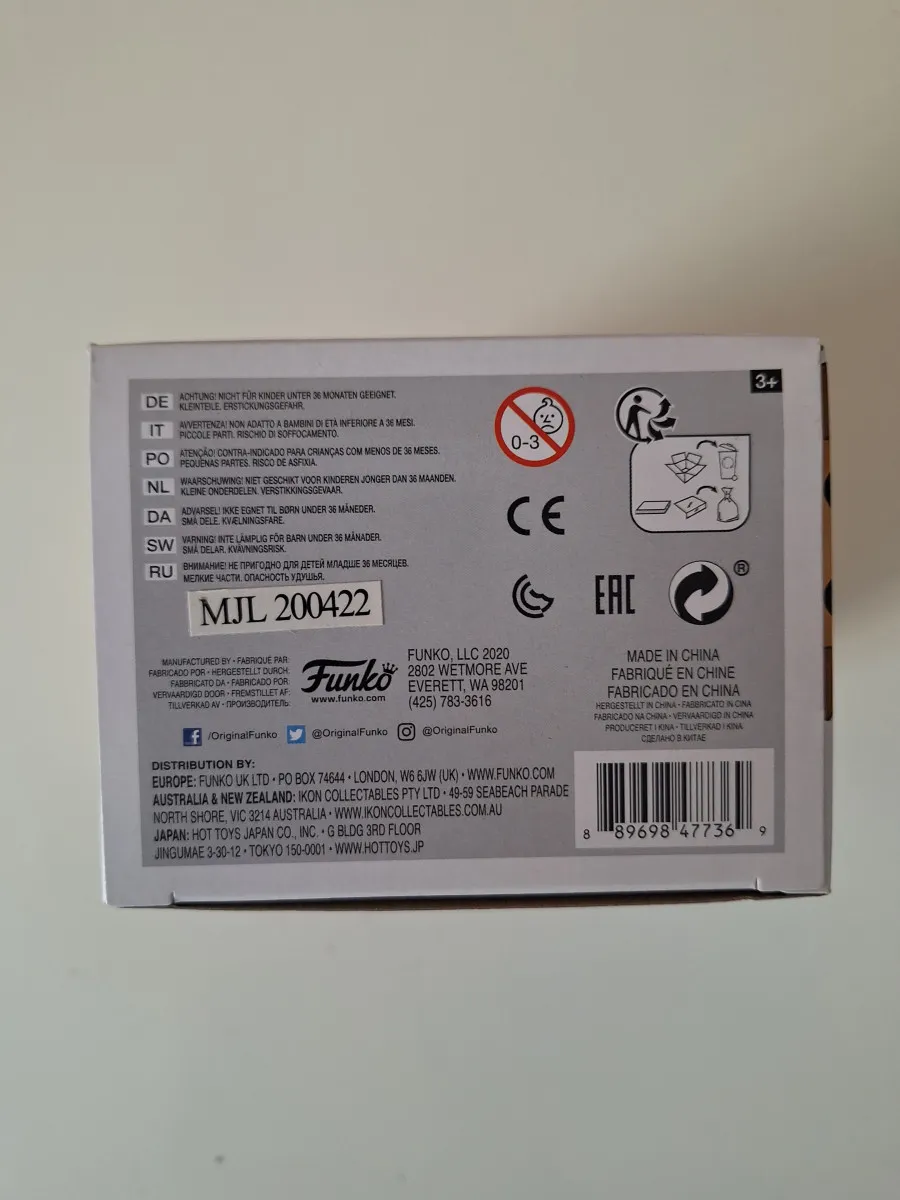 3+
DE ACHTUNG! NICHT FÜR KINDER UNTER 36 MONATEN GEEIGNET.
KLEINTEILE. ERSTICKUNGSGEFAHR.
IT AVVERTENZA! NON ADATTO A BAMBINI DI ETÀ INFERIORE A 36 MESI.
PICCOLE PARTI. RISCHIO DI SOFFOCAMENTO.
PO ATENÇÃO! CONTRA-INDICADO PARA CRIANÇAS COM MENOS DE 36 MESES.
PEQUENAS PARTES. RISCO DE ASFIXIA.
NL WAARSCHUWING! NIET GESCHIKT VOOR KINDEREN JONGER DAN 36 MAANDEN.
KLEINE ONDERDELEN. VERSTIKKINGSGEVAAR.
DA ADVARSEL! IKKE EGNET TIL BØRN UNDER 36 MÅNEDER.
SMÅ DELE. KVÆLNINGSFARE.
SW VARNING! INTE LÄMPLIG FÖR BARN UNDER 36 MÅNADER.
SMÅ DELAR. KVÄVNINGSRISK.
RU ВНИМАНИЕ! НЕ ПРИГОДНО ДЛЯ ДЕТЕЙ МЛАДШЕ 36 МЕСЯЦЕВ.
МЕЛКИЕ ЧАСТИ. ОПАСНОСТЬ УДУШЬЯ.
0-3
CE
EAC
®
MJL 200422
MANUFACTURED BY • FABRIQUÉ PAR:
FABRICADO POR • HERGESTELLT DURCH:
FABBRICATO DA • FABRICADO POR:
VERVAARDIGD DOOR • FREMSTILLET AF:
TILLVERKAD AV • ПРОИЗВОДИТЕЛЬ:
Funko
www.funko.com
FUNKO, LLC 2020
2802 WETMORE AVE
EVERETT, WA 98201
(425) 783-3616
MADE IN CHINA
FABRIQUÉ EN CHINE
FABRICADO EN CHINA
HERGESTELLT IN CHINA • FABBRICATO IN CINA
FABRICADO NA CHINA • VERVAARDIGD IN CHINA
PRODUCERET I KINA • TILLVERKAD I KINA
СДЕЛАНО В КИТАЕ
/OriginalFunko @OriginalFunko @OriginalFunko
DISTRIBUTION BY:
EUROPE: FUNKO UK LTD • PO BOX 74644 • LONDON, W6 6JW (UK) • WWW.FUNKO.COM
AUSTRALIA & NEW ZEALAND: IKON COLLECTABLES PTY LTD • 49-59 SEABEACH PARADE
NORTH SHORE, VIC 3214 AUSTRALIA • WWW.IKONCOLLECTABLES.COM.AU
JAPAN: HOT TOYS JAPAN CO., INC. • G BLDG 3RD FLOOR
JINGUMAE 3-30-12 • TOKYO 150-0001 • WWW.HOTTOYS.JP
8 89698 47736 9